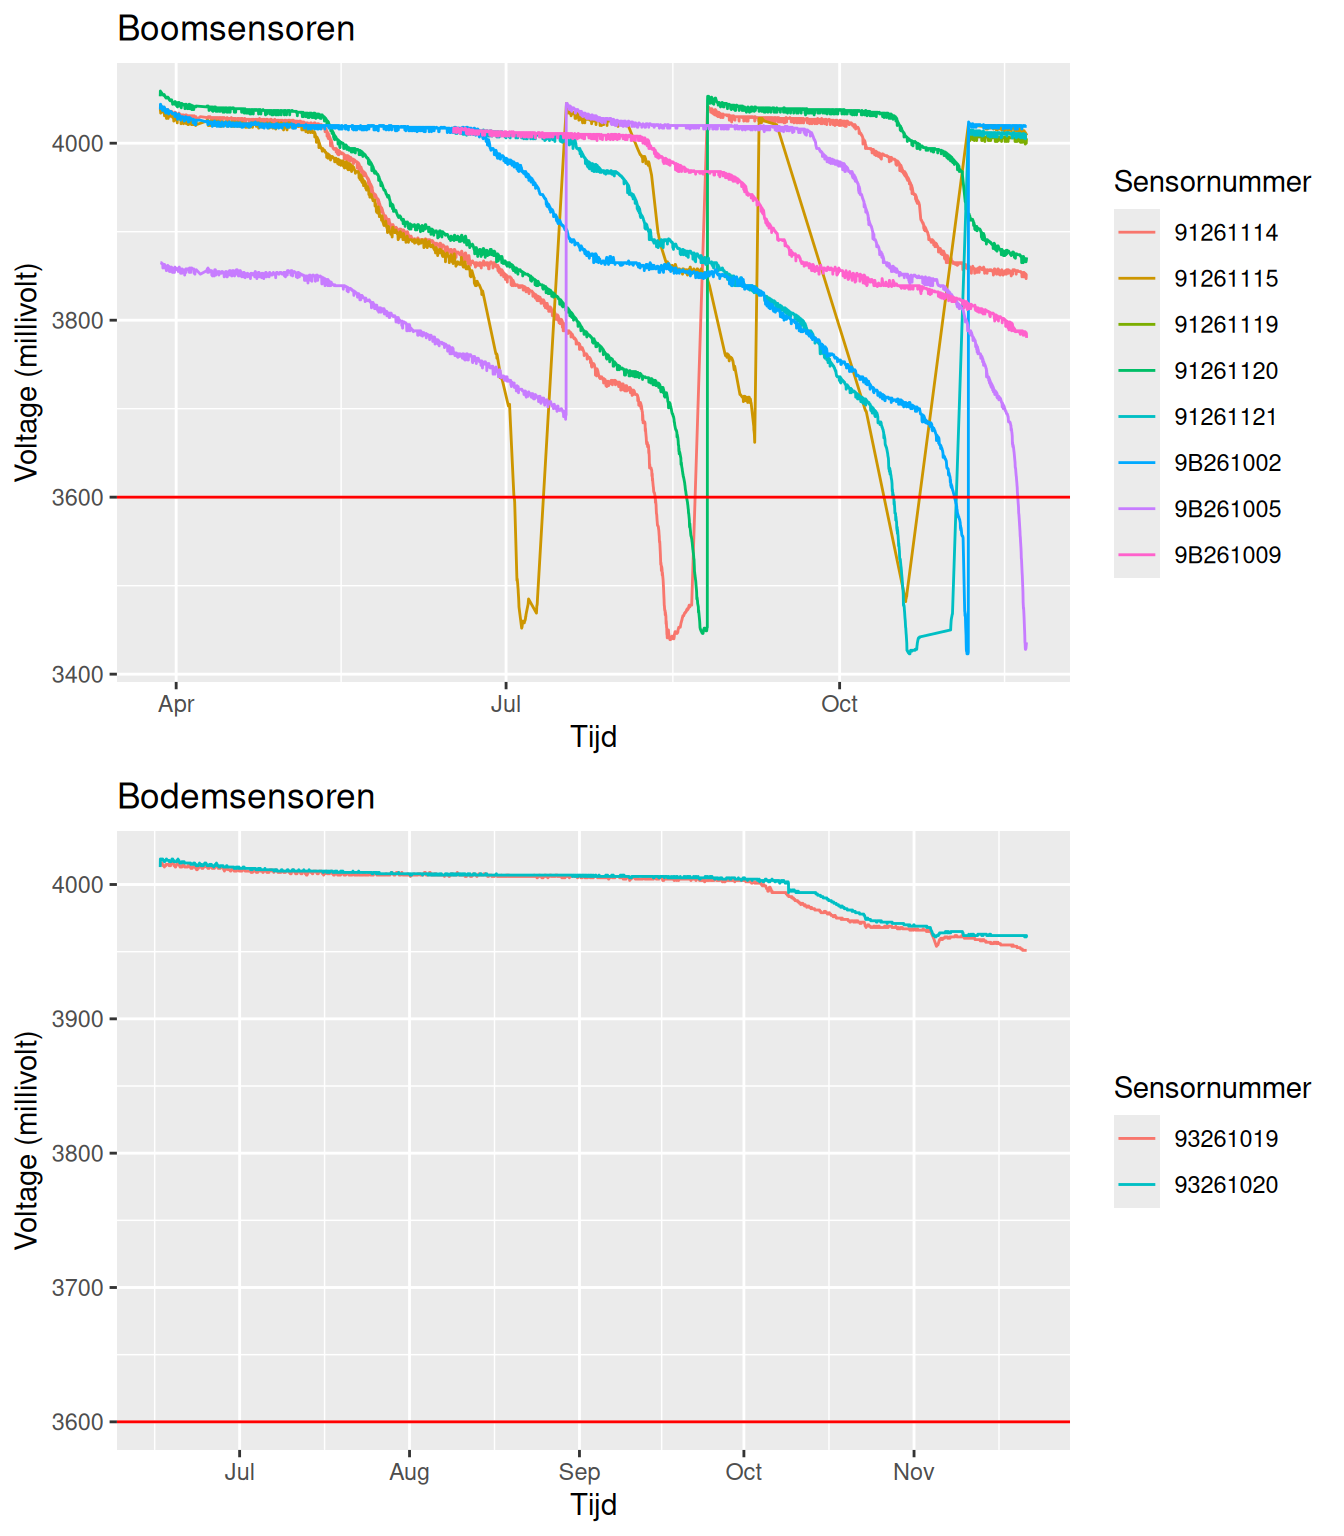 Boomsensoren
Voltage (millivolt)
4000
3800
3600
3400
Apr
Jul
Oct
Tijd
Sensornummer
91261114
91261115
91261119
91261120
91261121
9B261002
9B261005
9B261009
Bodemsensoren
Voltage (millivolt)
4000
3900
3800
3700
3600
Jul
Aug
Sep
Oct
Nov
Tijd
Sensornummer
93261019
93261020